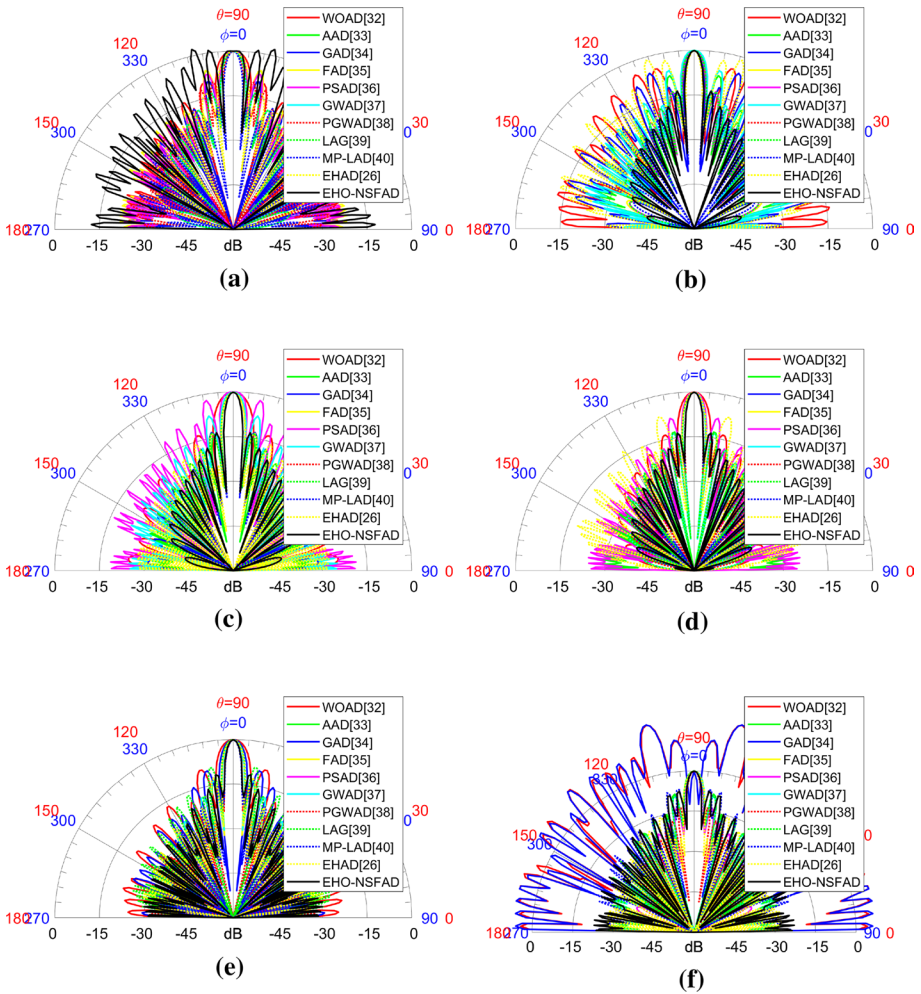 θ=90
ϕ=0
120
330
150
300
30
0
180
270
90
0
-15
-30
-45
dB
-45
-30
-15
0
WOAD[32]
AAD[33]
GAD[34]
FAD[35]
PSAD[36]
GWAD[37]
PGWAD[38]
LAG[39]
MP-LAD[40]
EHAD[26]
EHO-NSFAD
(a)
θ=90
ϕ=0
120
330
150
300
30
0
180
270
90
0
0
-15
-30
-45
dB
-45
-30
-15
0
WOAD[32]
AAD[33]
GAD[34]
FAD[35]
PSAD[36]
GWAD[37]
PGWAD[38]
LAG[39]
MP-LAD[40]
EHAD[26]
EHO-NSFAD
(b)
θ=90
ϕ=0
120
330
150
300
30
0
180
270
90
0
0
-15
-30
-45
dB
-45
-30
-15
0
WOAD[32]
AAD[33]
GAD[34]
FAD[35]
PSAD[36]
GWAD[37]
PGWAD[38]
LAG[39]
MP-LAD[40]
EHAD[26]
EHO-NSFAD
(c)
θ=90
ϕ=0
120
330
150
300
30
0
180
270
90
0
0
-15
-30
-45
dB
-45
-30
-15
0
WOAD[32]
AAD[33]
GAD[34]
FAD[35]
PSAD[36]
GWAD[37]
PGWAD[38]
LAG[39]
MP-LAD[40]
EHAD[26]
EHO-NSFAD
(d)
θ=90
ϕ=0
120
330
150
300
30
0
180
270
90
0
0
-15
-30
-45
dB
-45
-30
-15
0
WOAD[32]
AAD[33]
GAD[34]
FAD[35]
PSAD[36]
GWAD[37]
PGWAD[38]
LAG[39]
MP-LAD[40]
EHAD[26]
EHO-NSFAD
(e)
θ=90
ϕ=0
120
330
150
300
0
180
270
90
0
0
-15
-30
-45
dB
-45
-30
-15
0
WOAD[32]
AAD[33]
GAD[34]
FAD[35]
PSAD[36]
GWAD[37]
PGWAD[38]
LAG[39]
MP-LAD[40]
EHAD[26]
EHO-NSFAD
(f)